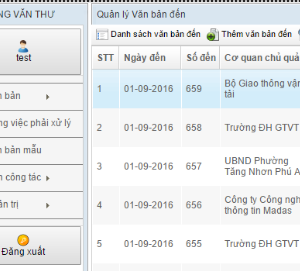 NG VĂN THƯ
test
n bản
ng việc phải xử lý
n bản mẫu
n công tác
ản trị
Đăng xuất
Quản lý Văn bản đến
Danh sách văn bản đến Thêm văn bản đến
STT Ngày đến Số đến Cơ quan chủ quả
1 01-09-2016 659 Bộ Giao thông vận
tải
2 01-09-2016 658 Trường ĐH GTVT
3 01-09-2016 657 UBND Phường
Tăng Nhơn Phú A
4 01-09-2016 656 Công ty Công ngh
thông tin Madas
5 01-09-2016 655 Trường ĐH GTVT